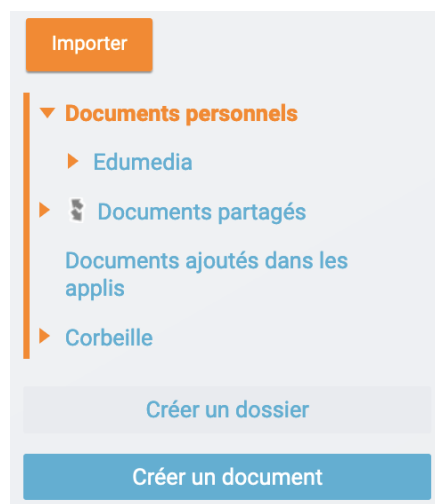 Importer
Documents personnels
Edumedia
Documents partagés
Documents ajoutés dans les
applis
Corbeille
Créer un dossier
Créer un document